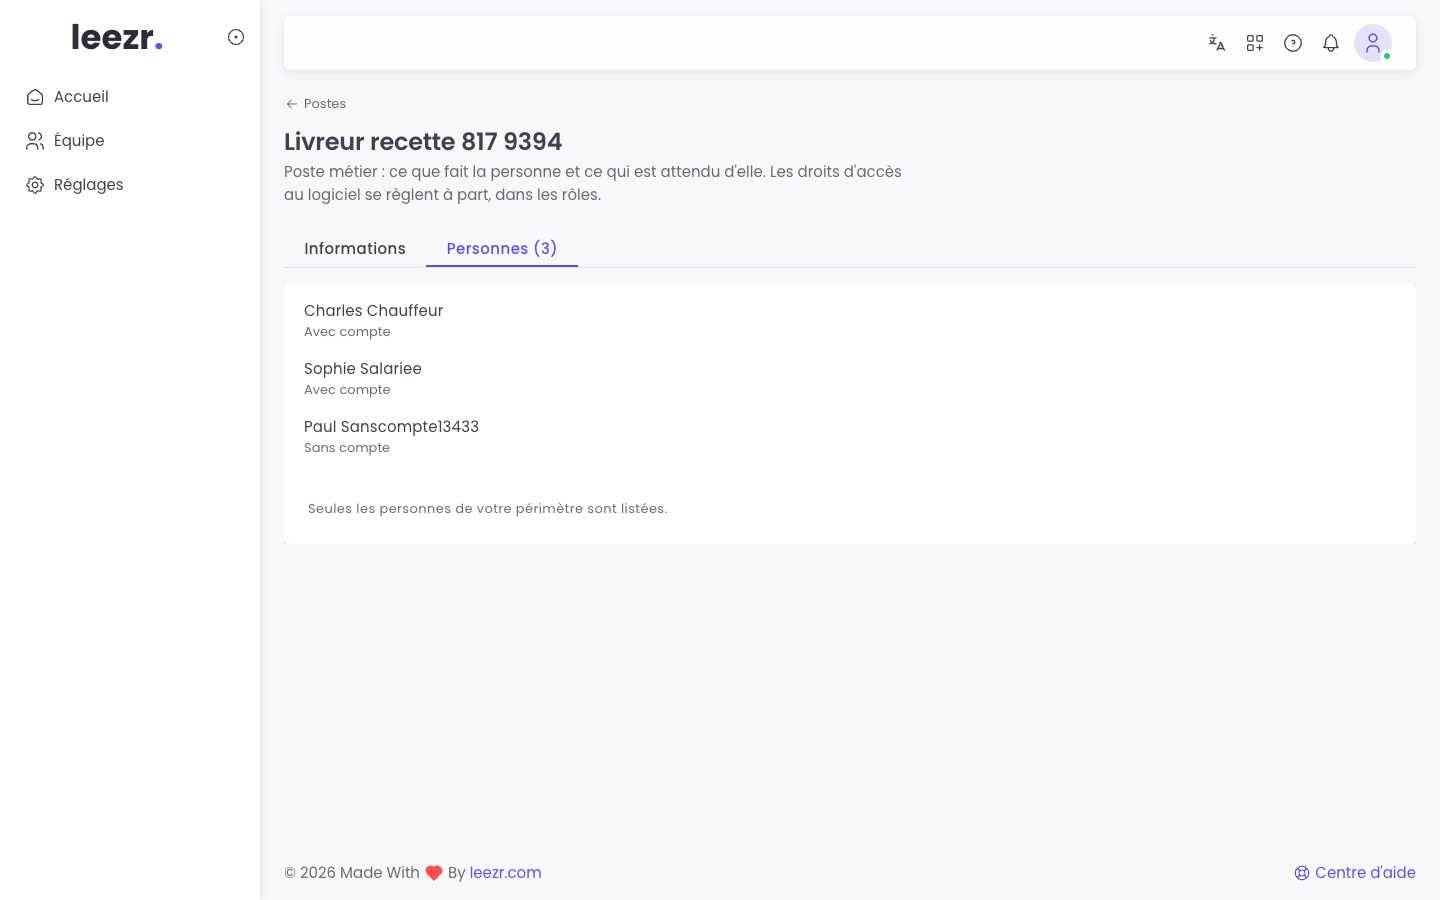 leezr.
Accueil
Équipe
Réglages
Postes
Livreur recette 817 9394
Poste métier : ce que fait la personne et ce qui est attendu d'elle. Les droits d'accès
au logiciel se règlent à part, dans les rôles.
Informations
Personnes (3)
Charles Chauffeur
Avec compte
Sophie Salariee
Avec compte
Paul Sanscompte13433
Sans compte
Seules les personnes de votre périmètre sont listées.
© 2026 Made With ❤ By leezr.com
Centre d'aide